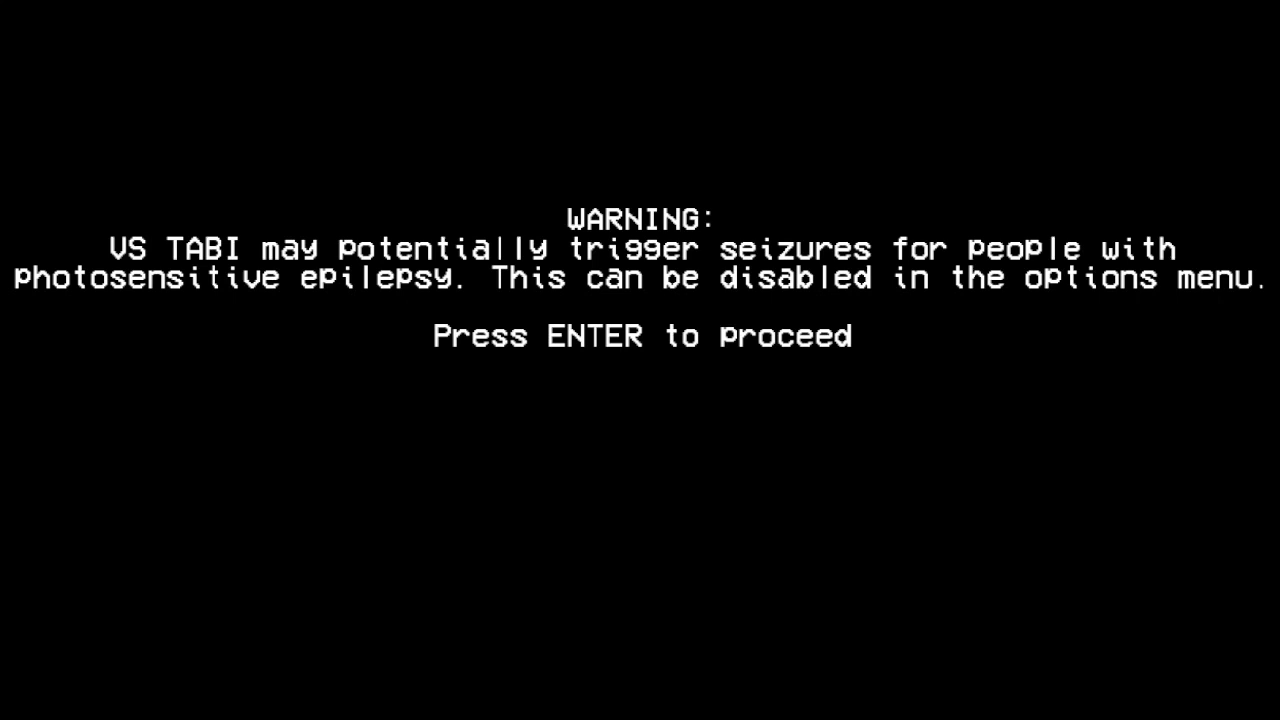 WARNING:
VS TABI may potentially trigger seizures for people with
photosensitive epilepsy. This can be disabled in the options menu.
Press ENTER to proceed